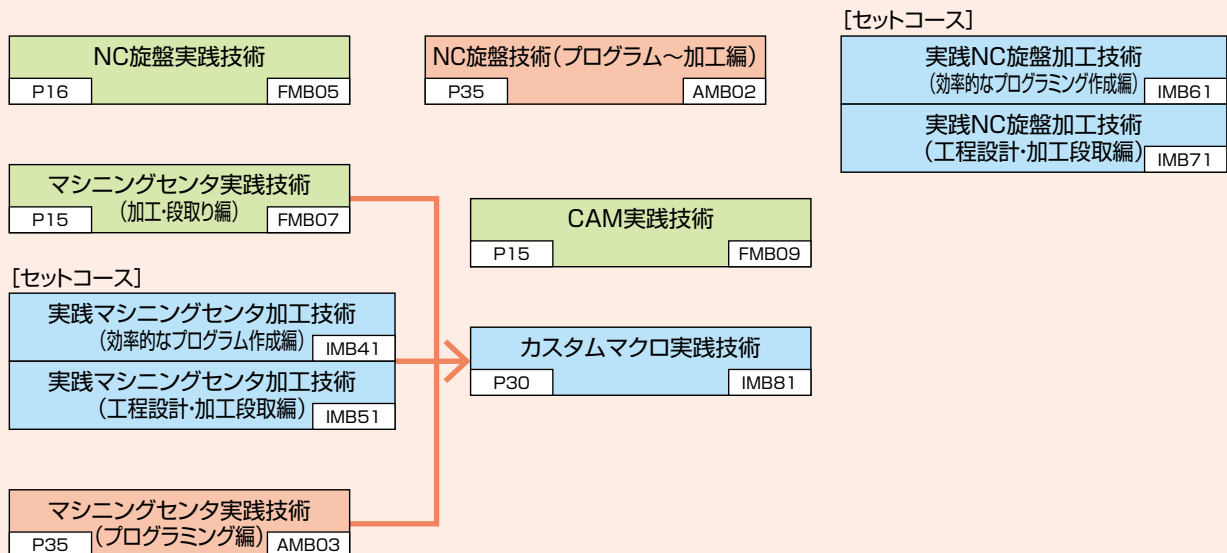 NC旋盤実践技術
P16
FMB05
NC旋盤技術(プログラム～加工編)
P35
AMB02
[セットコース]
実践NC旋盤加工技術
(効率的なプログラミング作成編)
IMB61
実践NC旋盤加工技術
(工程設計・加工段取編)
IMB71
マシニングセンタ実践技術
(加工・段取り編)
P15
FMB07
CAM実践技術
P15
FMB09
[セットコース]
実践マシニングセンタ加工技術
(効率的なプログラム作成編)
IMB41
実践マシニングセンタ加工技術
(工程設計・加工段取編)
IMB51
カスタムマクロ実践技術
P30
IMB81
マシニングセンタ実践技術
(プログラミング編)
P35
AMB03